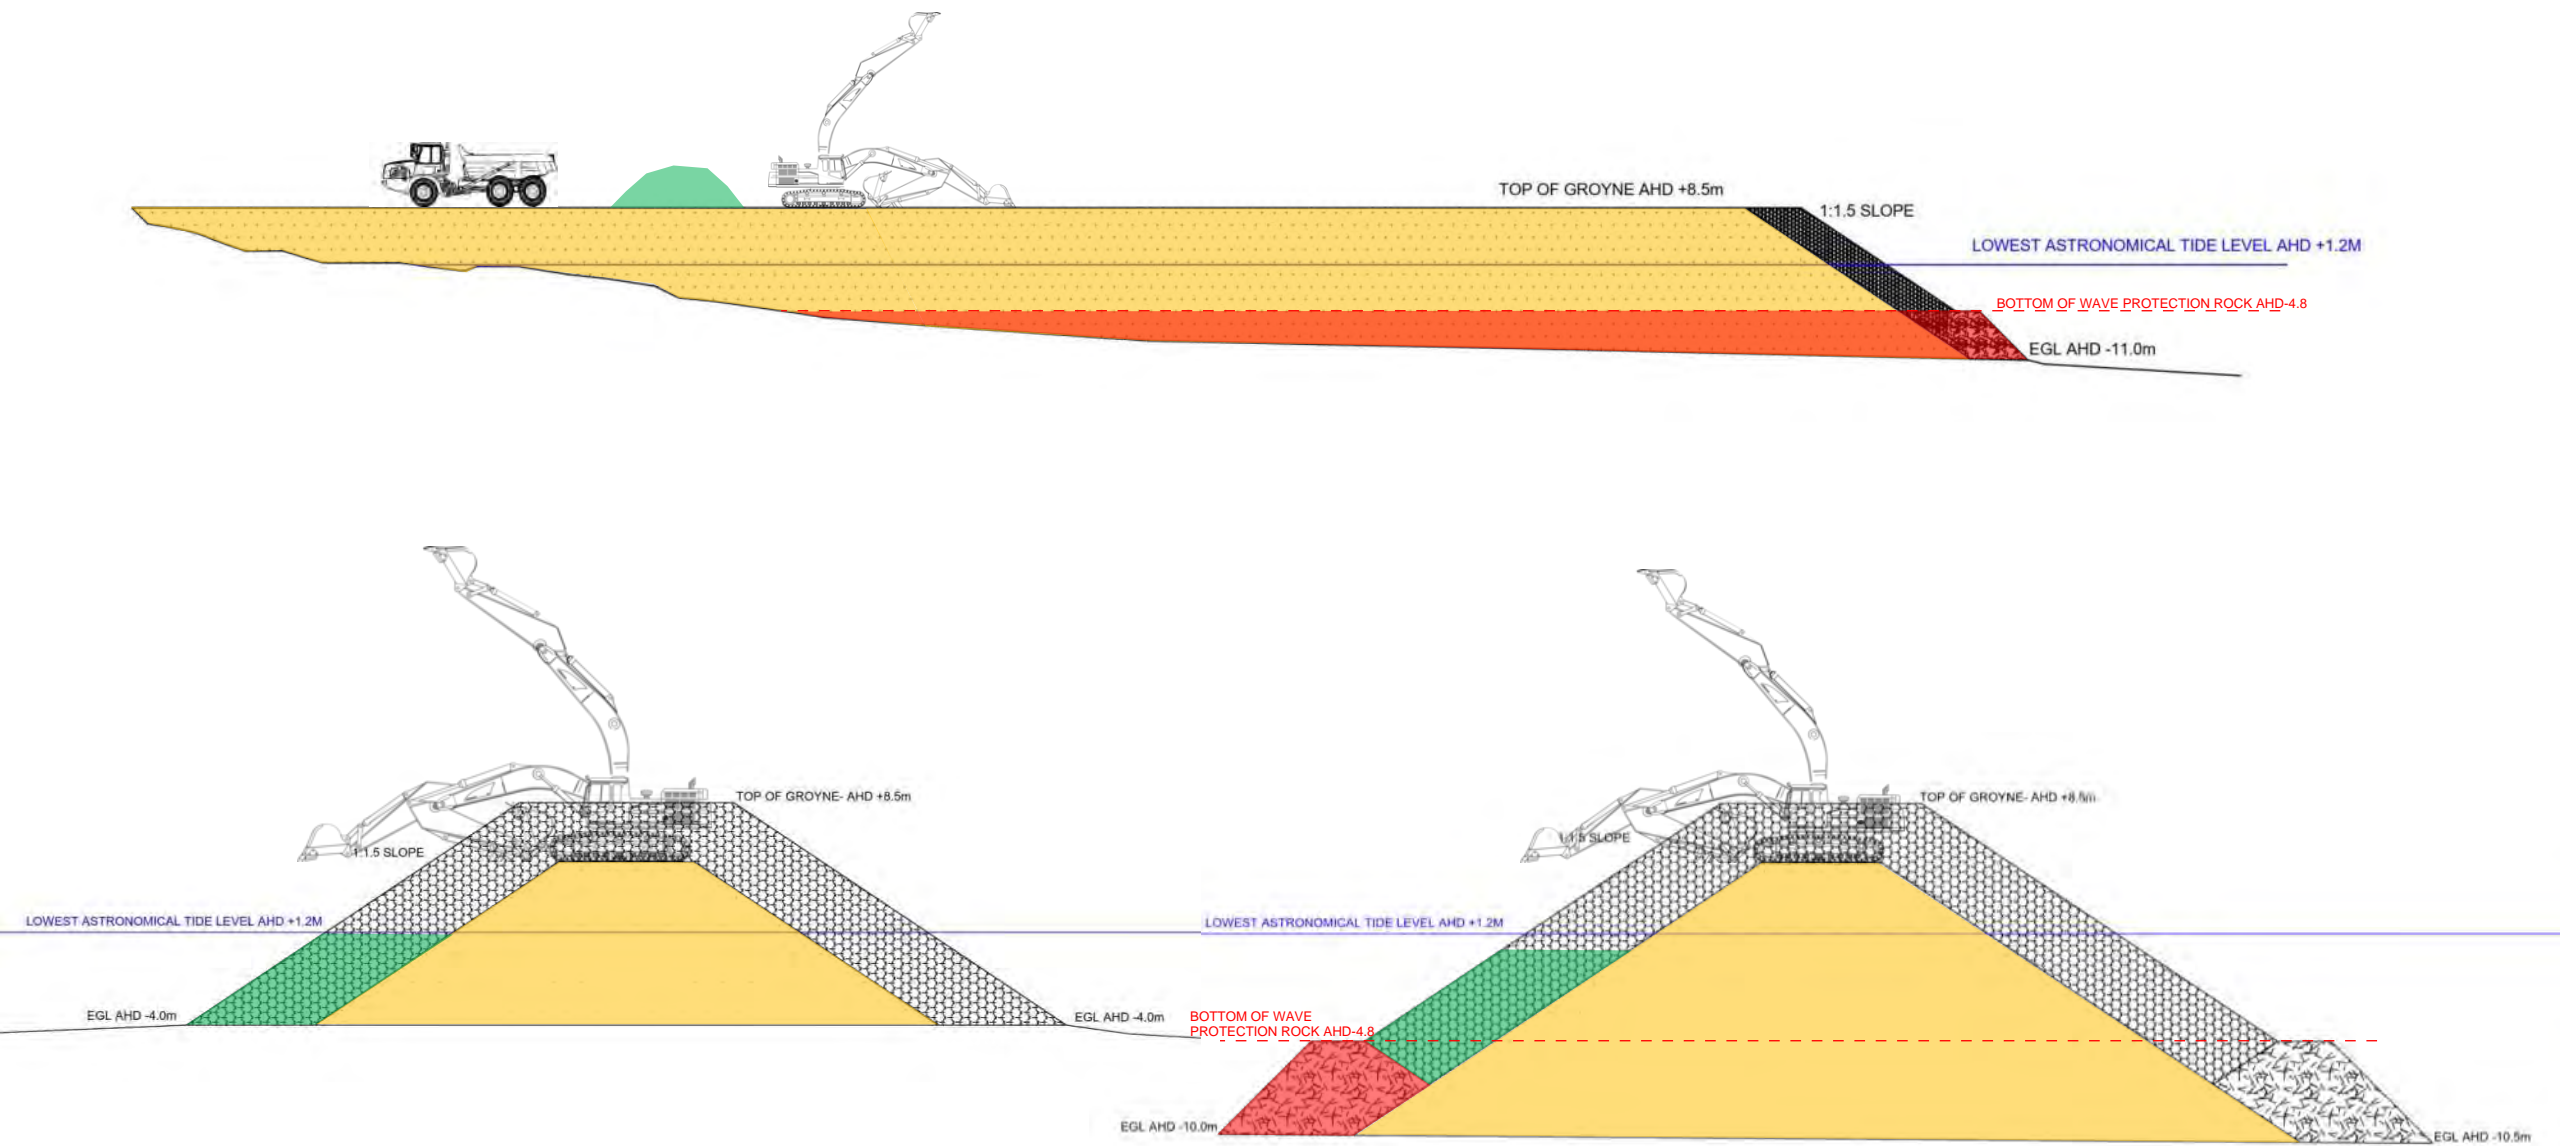 TOP OF GROYNE AHD +8.5m
1:1.5 SLOPE
LOWEST ASTRONOMICAL TIDE LEVEL AHD +1.2M
BOTTOM OF WAVE PROTECTION ROCK AHD-4.8
EGL AHD -11.0m
TOP OF GROYNE- AHD +8.5m
1:1.5 SLOPE
LOWEST ASTRONOMICAL TIDE LEVEL AHD +1.2M
EGL AHD -4.0m
EGL AHD -4.0m
TOP OF GROYNE- AHD +8.5m
1:1.5 SLOPE
LOWEST ASTRONOMICAL TIDE LEVEL AHD +1.2M
BOTTOM OF WAVE
PROTECTION ROCK AHD-4.8
EGL AHD -10.0m
EGL AHD -10.5m